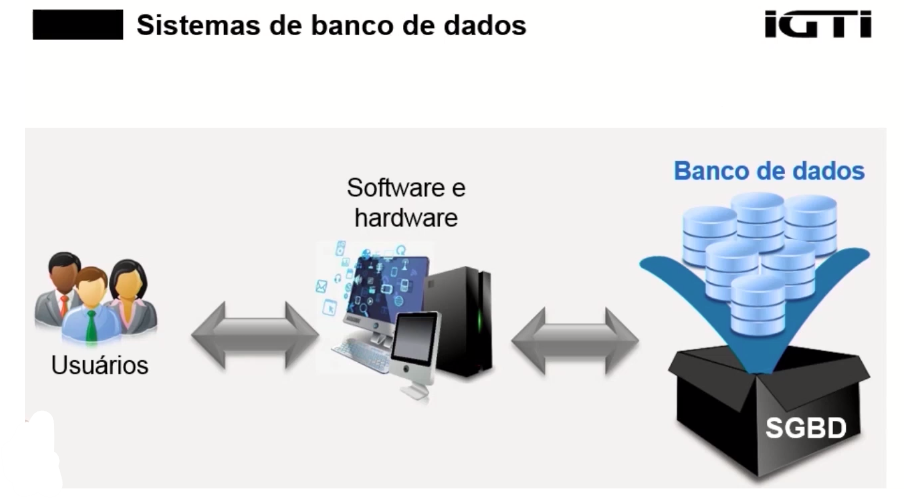 Sistemas de banco de dados
iGTi
Banco de dados
Software e
hardware
Usuários
SGBD